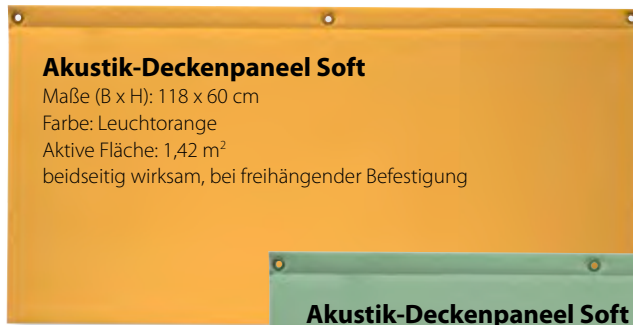 Akustik-Deckenpaneel Soft
Maße (B x H): 118 x 60 cm
Farbe: Leuchtorange
Aktive Fläche: 1,42 m²
beidseitig wirksam, bei freihängender Befestigung
Akustik-Deckenpaneel Soft